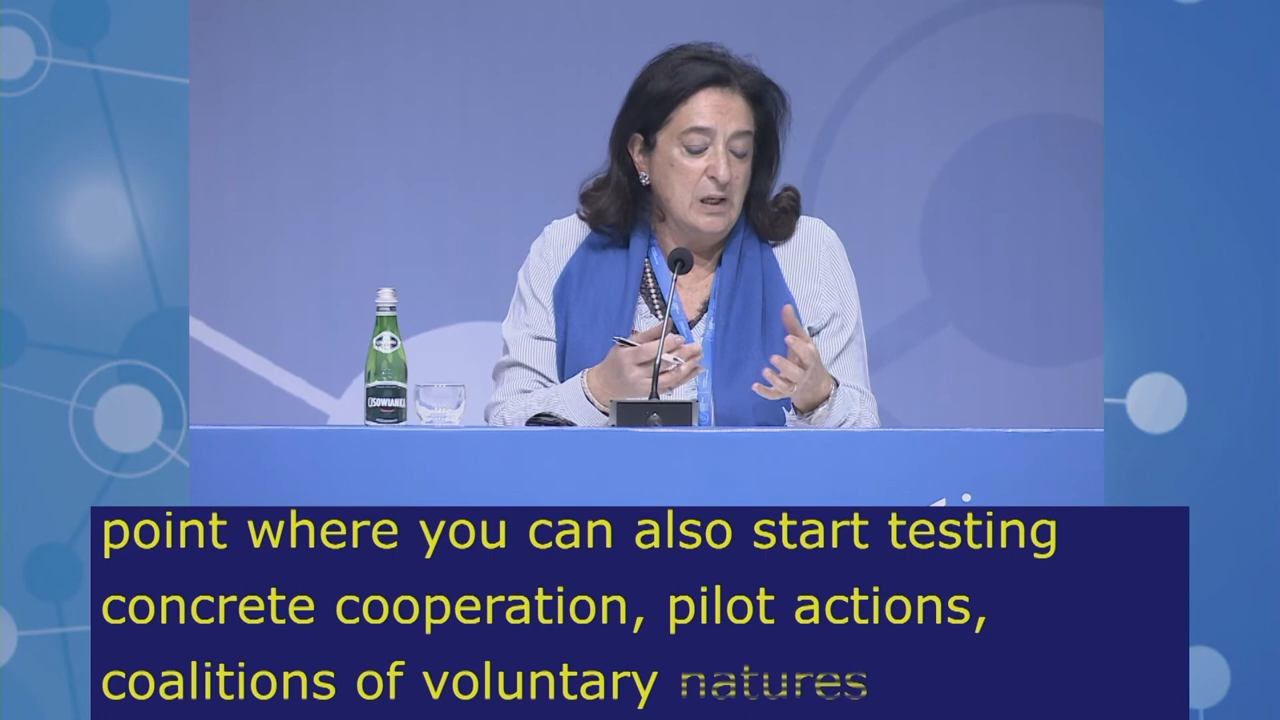 CISOWIANKA
point where you can also start testing
concrete cooperation, pilot actions,
coalitions of voluntary natures